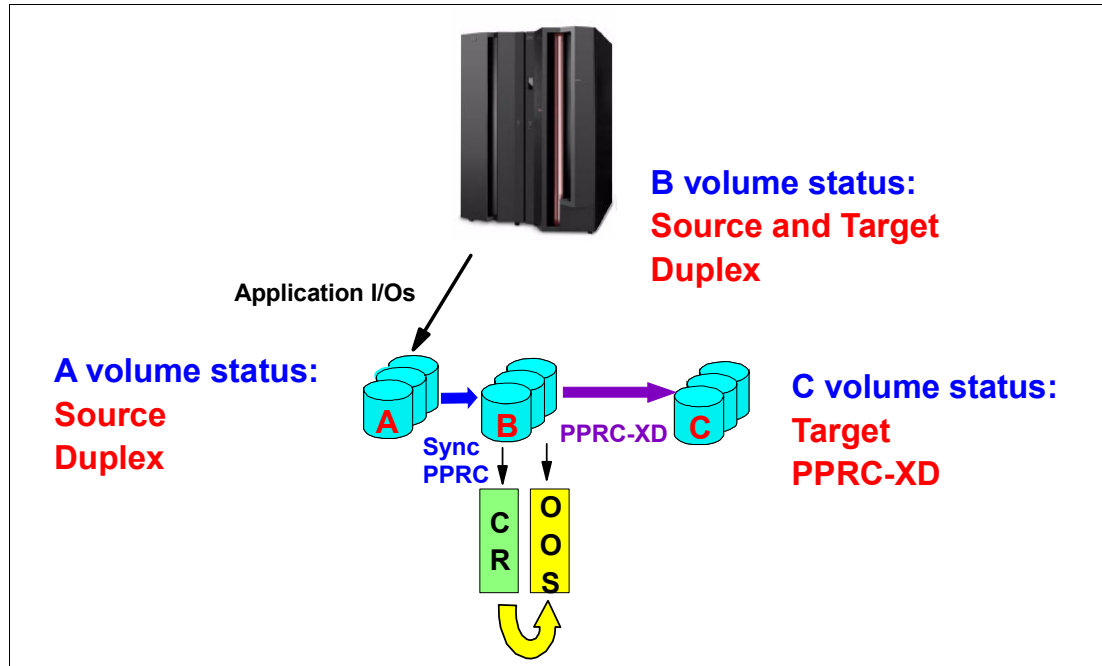 B volume status:
Source and Target
Duplex
Application I/Os
A volume status:
Source
Duplex
A
B
C
Sync
PPRC
PPRC-XD
C volume status:
Target
PPRC-XD
C
R
O
O
S